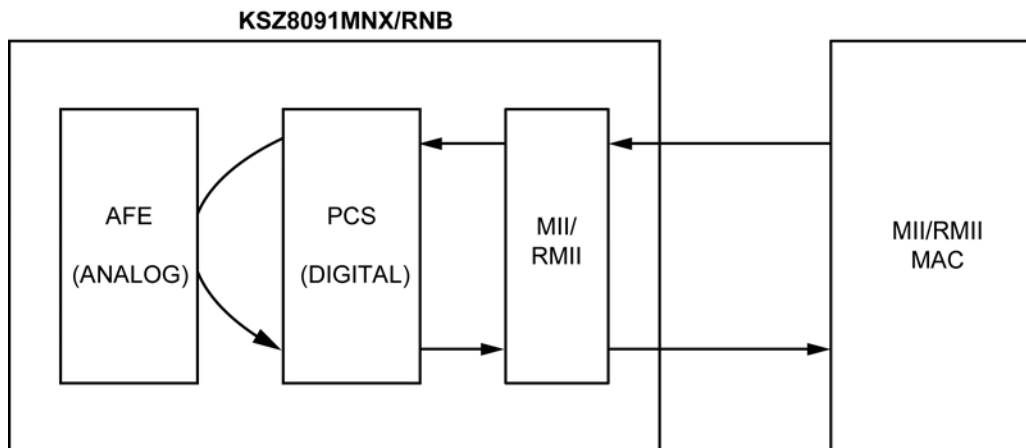 KSZ8091MNX/RNB
AFE
(ANALOG)
PCS
(DIGITAL)
MII/
RMII
MII/RMII
MAC